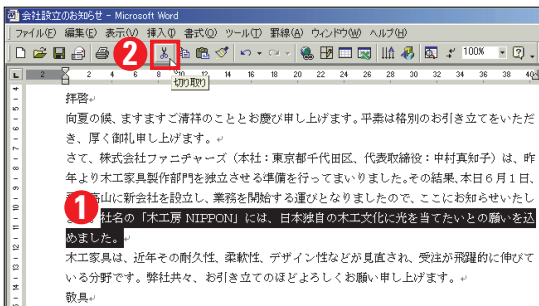 会社設立のお知らせ - Microsoft Word
ファイル(F) 編集(E) 表示(V) 挿入(I) 書式(O) ツール(T) 罫線(A) ウィンドウ(W) ヘルプ(H)
100%
2
切り取り
2 2 4 6 8 10 12 14 16 18 20 22 24 26 28 30 32 34 36 38 40
拝啓
向夏の候、ますますご清祥のこととお慶び申し上げます。平素は格別のお引き立てをいただ
き、厚く御礼申し上げます。
さて、株式会社ファニチャーズ(本社:東京都千代田区、代表取締役:中村真知子)は、昨
年より木工家具製作部門を独立させる準備を行ってまいりました。その結果、本日6月1日、
高山に新会社を設立し、業務を開始する運びとなりましたので、ここにお知らせいたし
1
社名の「木工房 NIPPON」には、日本独自の木工文化に光を当てたいとの願いを込
めました。
木工家具は、近年その耐久性、柔軟性、デザイン性などが見直され、受注が飛躍的に伸びて
いる分野です。弊社共々、お引き立てのほどよろしくお願い申し上げます。
敬具